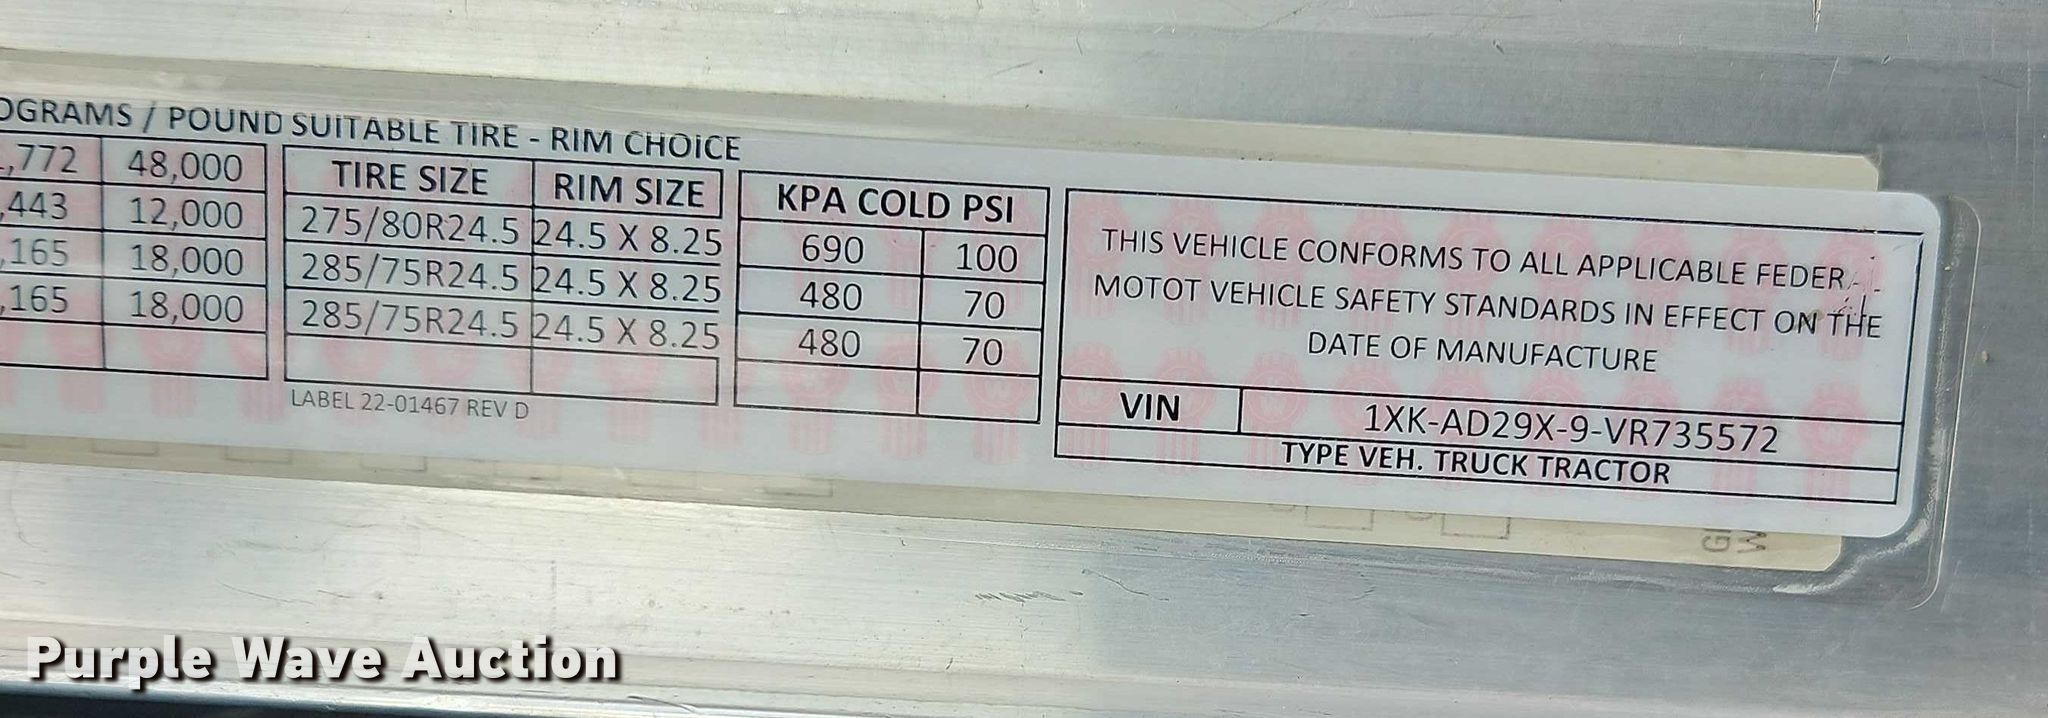 OGRAMS / POUND SUITABLE TIRE - RIM CHOICE
,772 48,000
,443 12,000
,165 18,000
,165 18,000
TIRE SIZE RIM SIZE
275/80R24.5 24.5 X 8.25
285/75R24.5 24.5 X 8.25
285/75R24.5 24.5 X 8.25
LABEL 22-01467 REV D
KPA COLD PSI
690 100
480 70
480 70
THIS VEHICLE CONFORMS TO ALL APPLICABLE FEDERAL
MOTOT VEHICLE SAFETY STANDARDS IN EFFECT ON THE
DATE OF MANUFACTURE
VIN 1XK-AD29X-9-VR735572
TYPE VEH. TRUCK TRACTOR
Purple Wave Auction